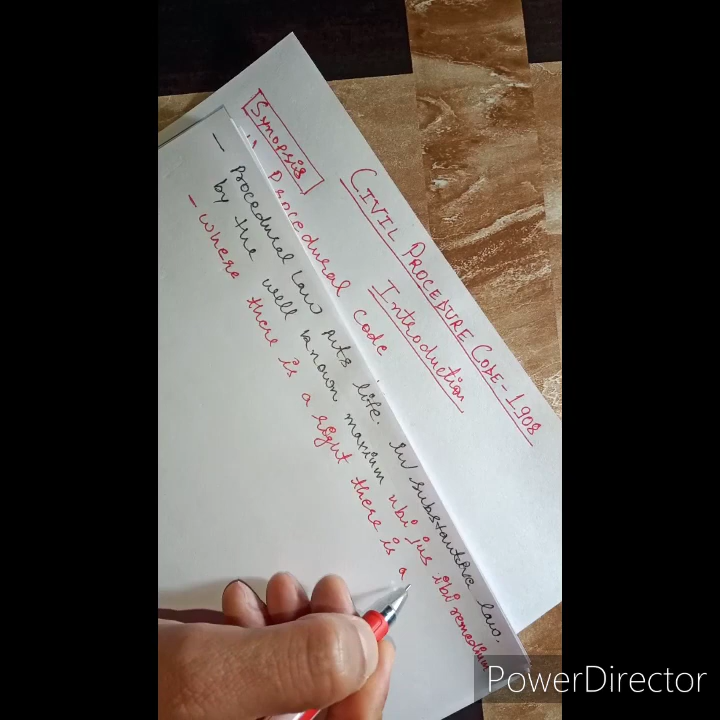 CIVIL PROCEDURE CODE - 1908
Introduction
Synopsis
Procedural Code
- Procedural Law puts life. in substantive law.
by the well known maxium ubi jus ibi remedium
- where there is a right there is a
PowerDirector